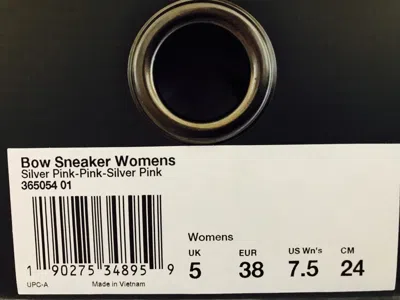 Bow Sneaker Womens
Silver Pink-Pink-Silver Pink
365054 01
Womens
UK EUR US Wn's CM
5 38 7.5 24
1 90275 34895 9
UPC-A Made in Vietnam